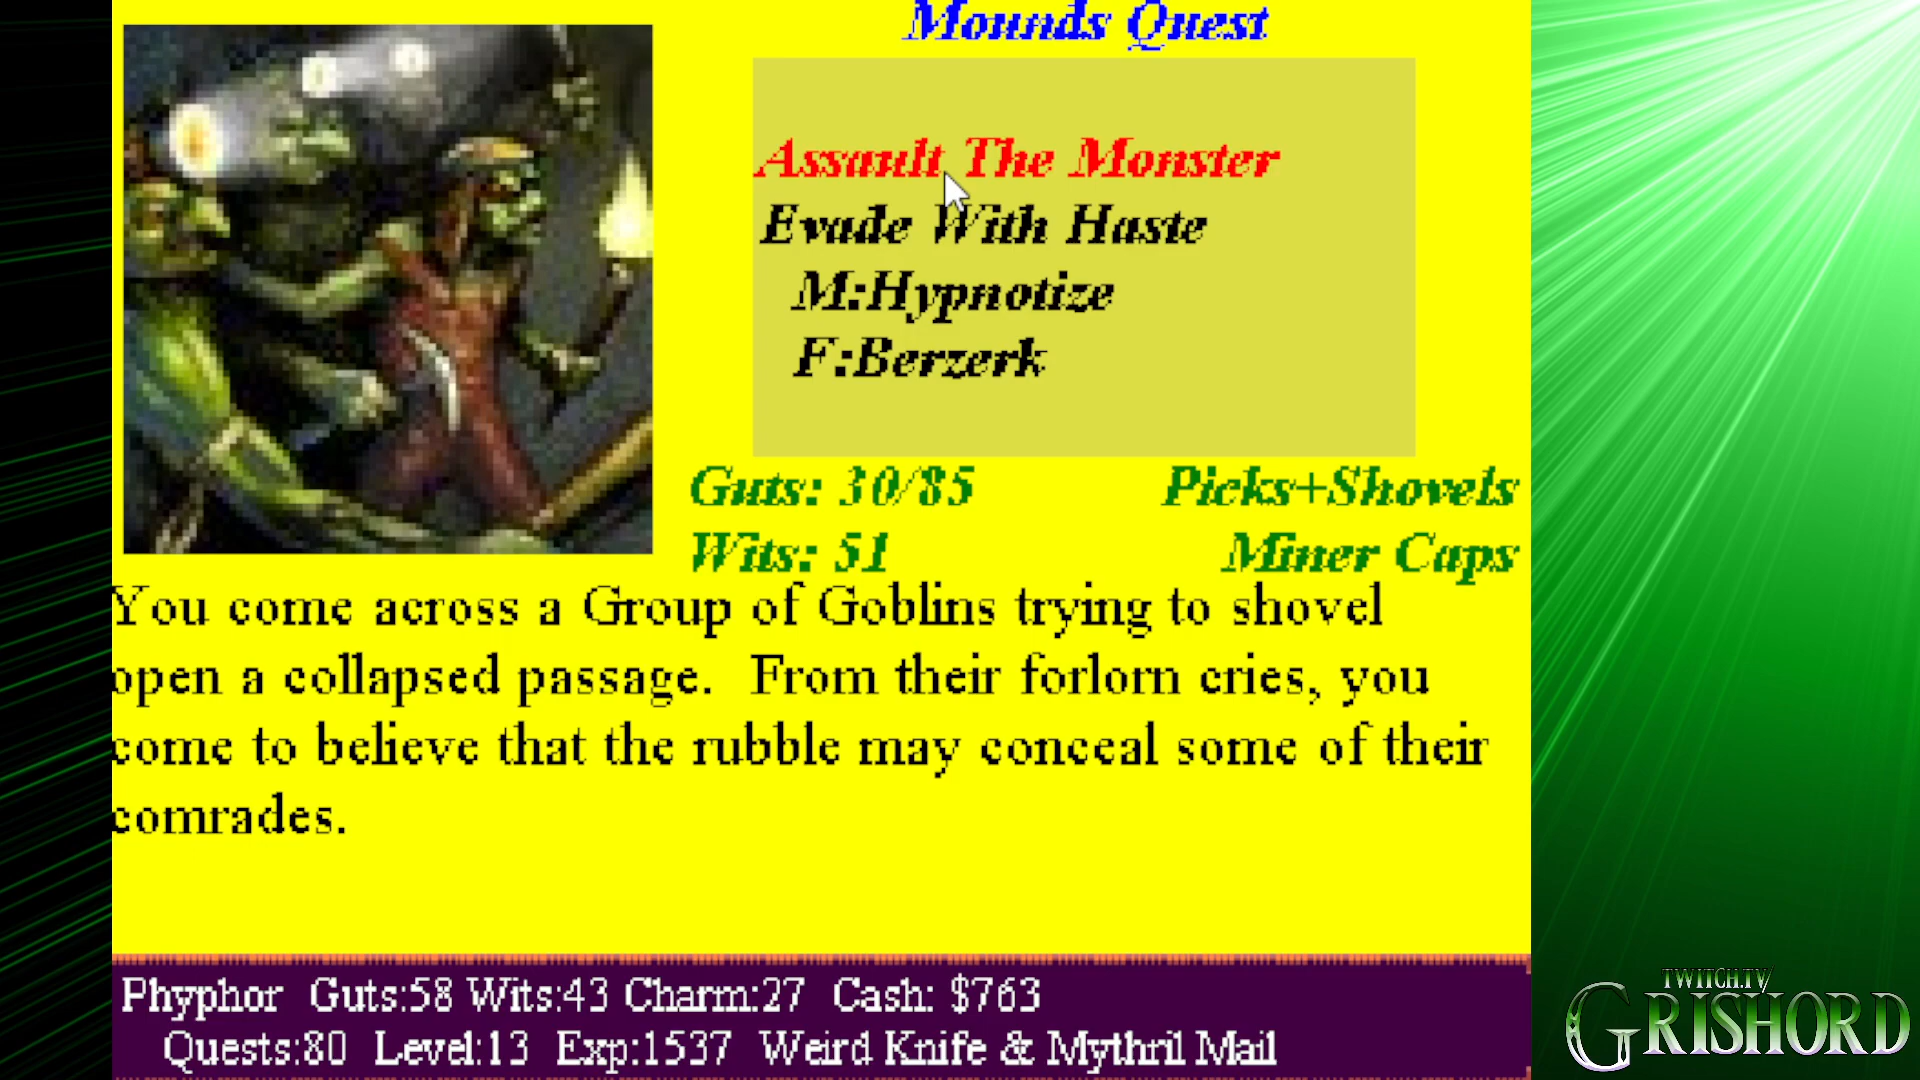 Mounds Quest
Assault The Monster
Evade With Haste
M:Hypnotize
F:Berzerk
Guts: 30/85 Picks+Shovels
Wits: 51 Miner Caps
You come across a Group of Goblins trying to shovel
open a collapsed passage.  From their forlorn cries, you
come to believe that the rubble may conceal some of their
comrades.
Phyphor Guts:58 Wits:43 Charm:27 Cash: $763
Quests:80 Level:13 Exp:1537 Weird Knife & Mythril Mail
TWITCH.TV/
GRISHORD